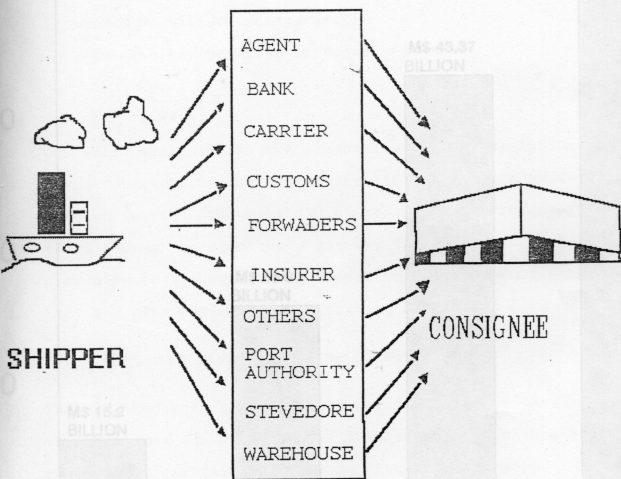 AGENT
BANK
CARRIER
CUSTOMS
FORWADERS
INSURER
OTHERS
PORT
AUTHORITY
STEVEDORE
WAREHOUSE
SHIPPER
CONSIGNEE
M$ 43.37
BILLION
BILLION
M$ 15.2
BILLION